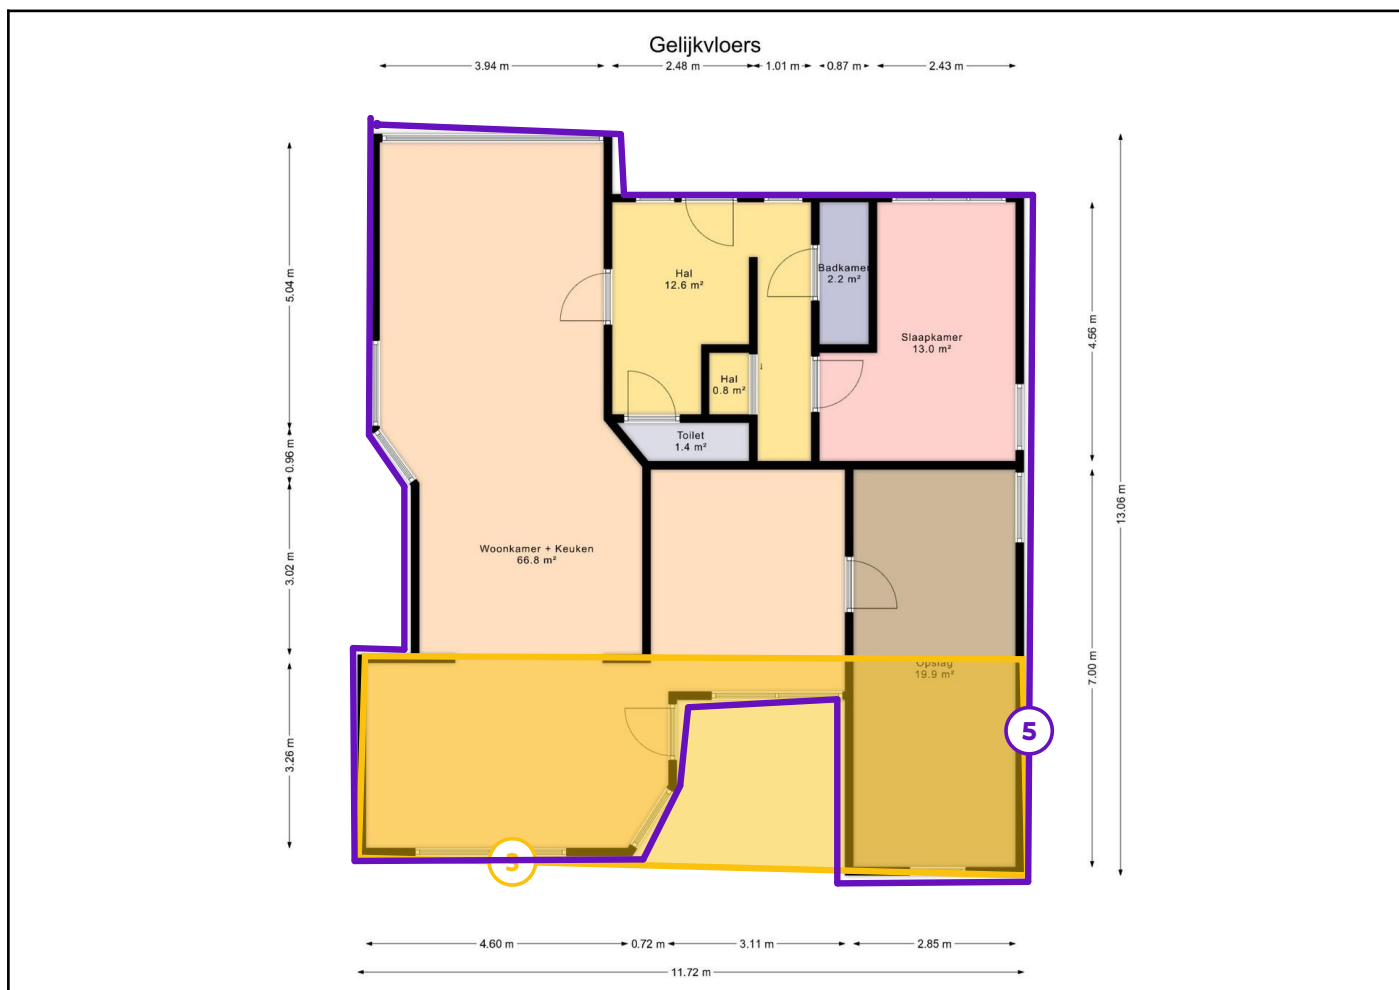 Gelijkvloers
3.94 m
2.48 m
1.01 m
0.87 m
2.43 m
5.04 m
0.96 m
3.02 m
3.26 m
Hal
12.6 m²
Badkamer
2.2 m²
Slaapkamer
13.0 m²
Hal
0.8 m²
Toilet
1.4 m²
Woonkamer + Keuken
66.8 m²
Opslag
19.9 m²
4.56 m
7.00 m
13.06 m
5
3
4.60 m
0.72 m
3.11 m
2.85 m
11.72 m